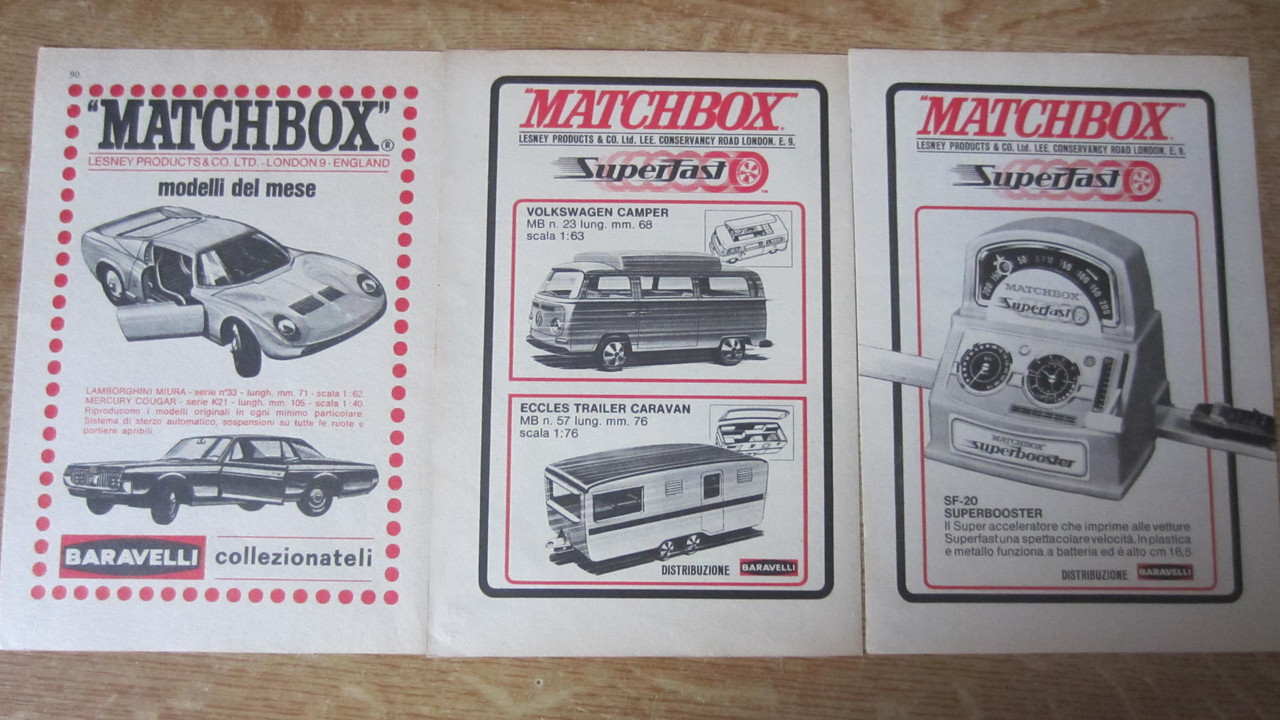 90
"MATCHBOX"®
LESNEY PRODUCTS & CO. LTD. - LONDON 9 - ENGLAND
modelli del mese
LAMBORGHINI MIURA - serie n°33 - lungh. mm. 71 - scala 1:62
MERCURY COUGAR - serie K21 - lungh. mm. 105 - scala 1:40
Riproducono i modelli originali in ogni minimo particolare.
Sistema di sterzo automatico, sospensioni su tutte le ruote e
portiere apribili.
BARAVELLI collezionateli
"MATCHBOX"
LESNEY PRODUCTS & CO. Ltd. LEE. CONSERVANCY ROAD LONDON. E. 9.
Superfast TM
VOLKSWAGEN CAMPER
MB n. 23 lung. mm. 68
scala 1:63
ECCLES TRAILER CARAVAN
MB n. 57 lung. mm. 76
scala 1:76
DISTRIBUZIONE BARAVELLI
"MATCHBOX"
LESNEY PRODUCTS & CO. Ltd. LEE. CONSERVANCY ROAD LONDON. E. 9.
Superfast
MATCHBOX
Superfast
MATCHBOX
Superbooster
SF-20
SUPERBOOSTER
Il Super acceleratore che imprime alle vetture
Superfast una spettacolare velocità. In plastica
e metallo funziona a batteria ed è alto cm 16,5
DISTRIBUZIONE BARAVELLI